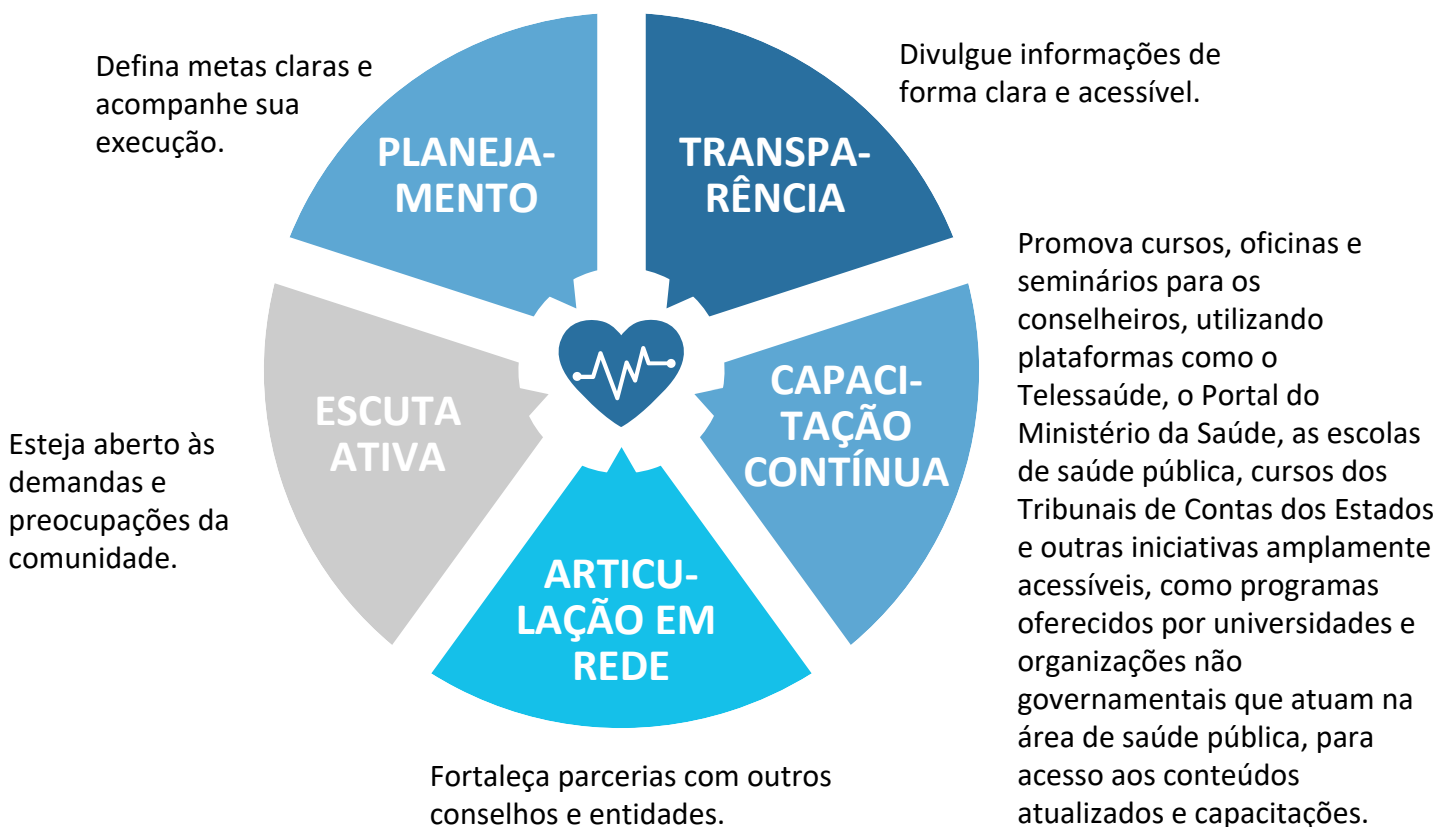 Defina metas claras e
acompanhe sua
execução.
PLANEJA-
MENTO
TRANSPA-
RÊNCIA
Divulgue informações de
forma clara e acessível.
Promova cursos, oficinas e
seminários para os
conselheiros, utilizando
plataformas como o
Telessaúde, o Portal do
Ministério da Saúde, as escolas
de saúde pública, cursos dos
Tribunais de Contas dos Estados
e outras iniciativas amplamente
acessíveis, como programas
oferecidos por universidades e
organizações não
governamentais que atuam na
área de saúde pública, para
acesso aos conteúdos
atualizados e capacitações.
CAPACI-
TAÇÃO
CONTÍNUA
ESCUTA
ATIVA
Esteja aberto às
demandas e
preocupações da
comunidade.
ARTICU-
LAÇÃO EM
REDE
Fortaleça parcerias com outros
conselhos e entidades.